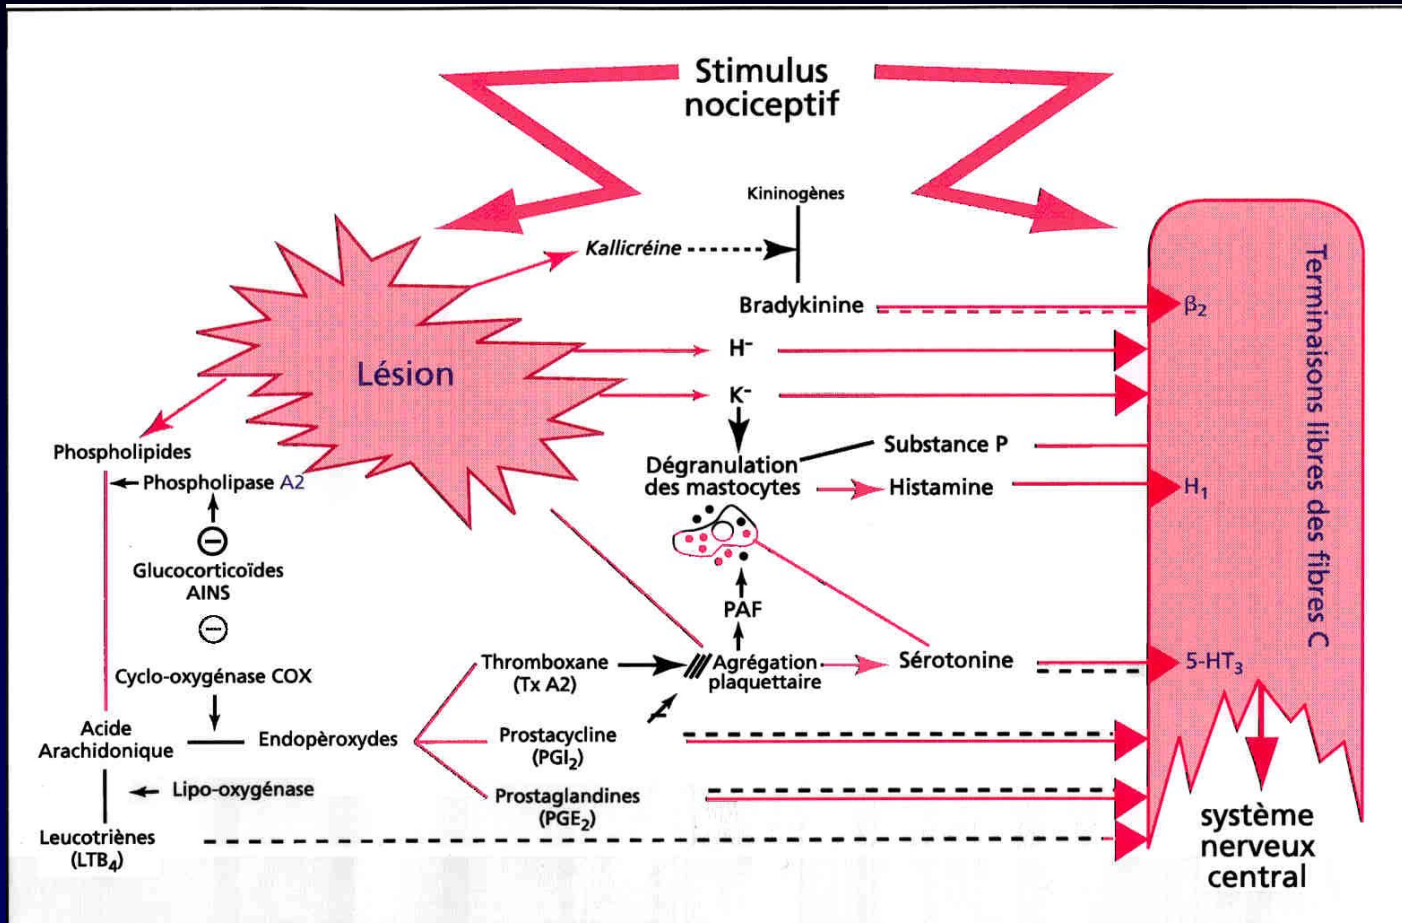 Stimulus
nociceptif
Kininogènes
Kallicréine
Bradykinine
β₂
H⁻
Lésion
K⁻
Phospholipides
Phospholipase A2
Substance P
Dégranulation
des mastocytes
Histamine
H₁
Glucocorticoïdes
AINS
PAF
Cyclo-oxygénase COX
Thromboxane
(Tx A2)
Agrégation
plaquettaire
Sérotonine
5-HT₃
Acide
Arachidonique
Endopèroxydes
Prostacycline
(PGI₂)
Lipo-oxygénase
Prostaglandines
(PGE₂)
Leucotriènes
(LTB₄)
Terminaisons libres des fibres C
système
nerveux
central